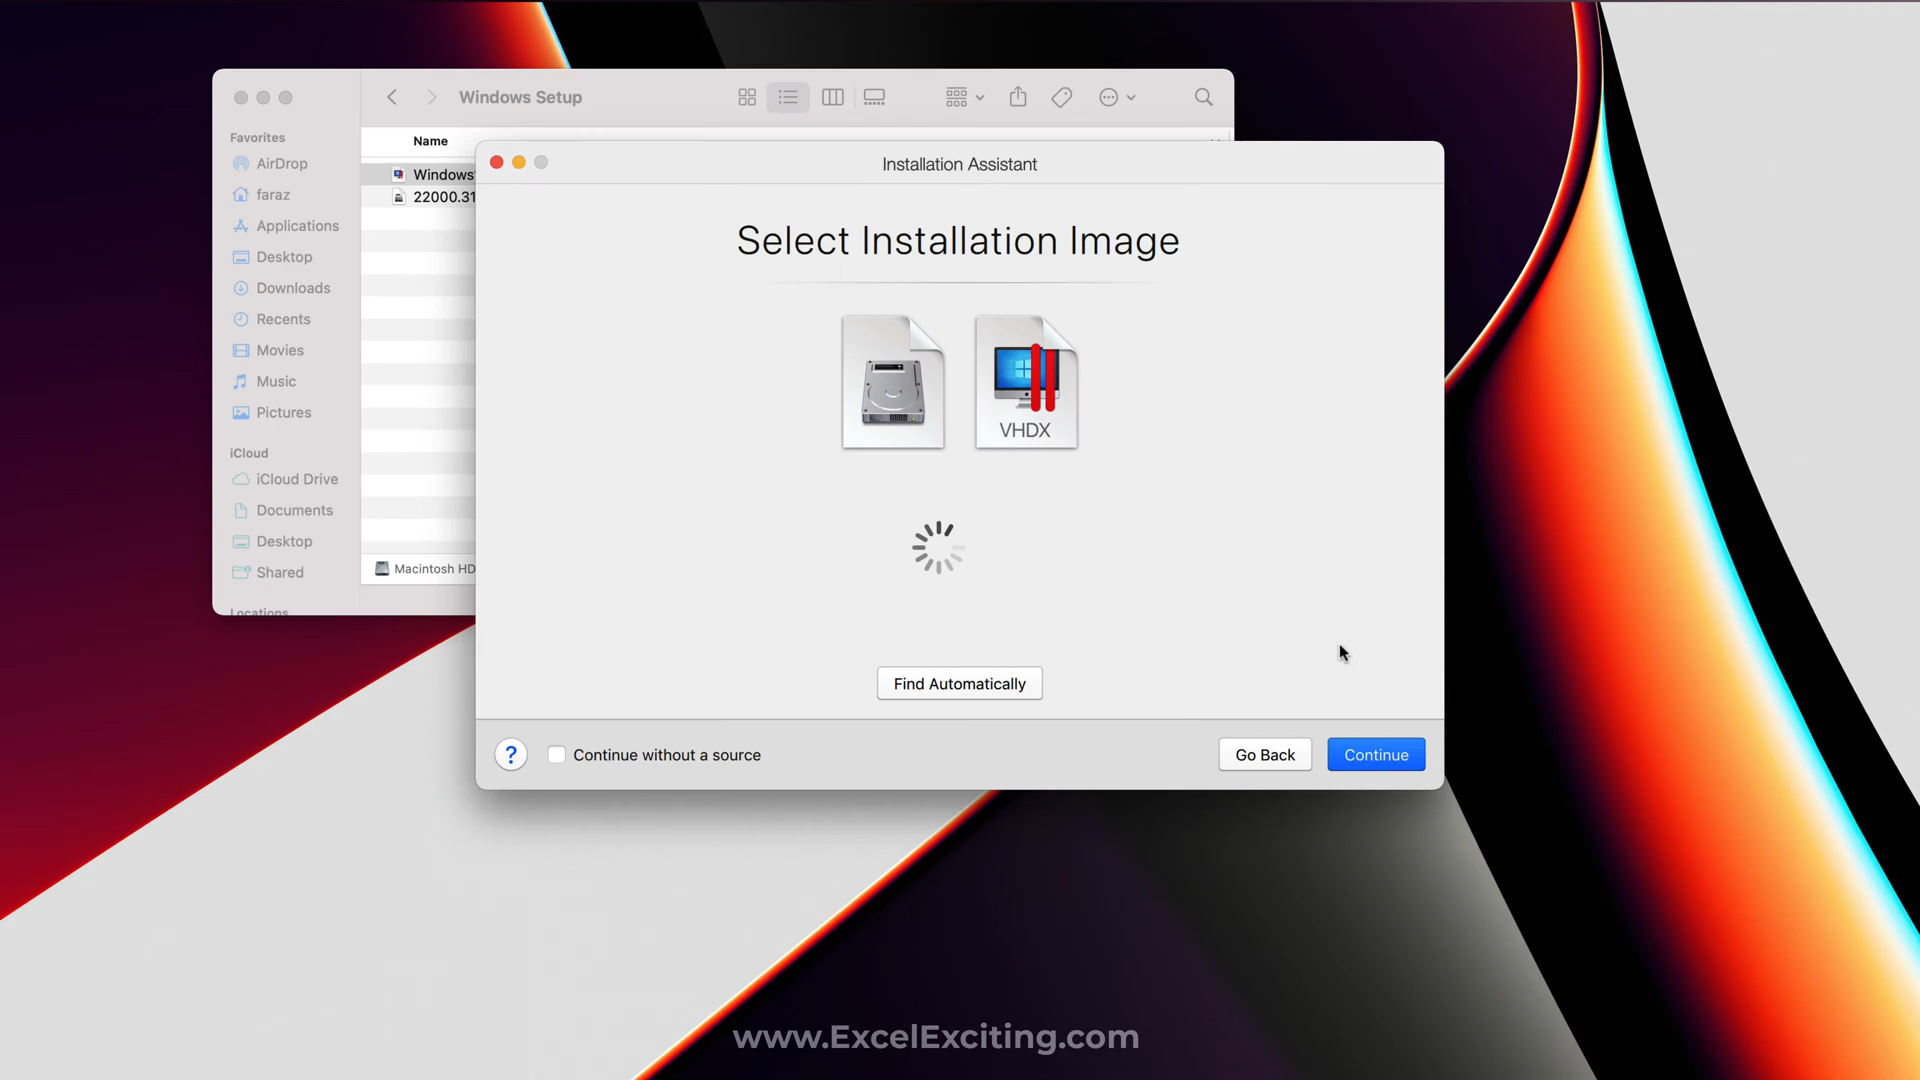 Windows Setup
Favorites
AirDrop
faraz
Applications
Desktop
Downloads
Recents
Movies
Music
Pictures
iCloud
iCloud Drive
Documents
Desktop
Shared
Locations
Name
Windows
22000.31
Macintosh HD
Installation Assistant
Select Installation Image
VHDX
Find Automatically
?
Continue without a source
Go Back
Continue
www.ExcelExciting.com